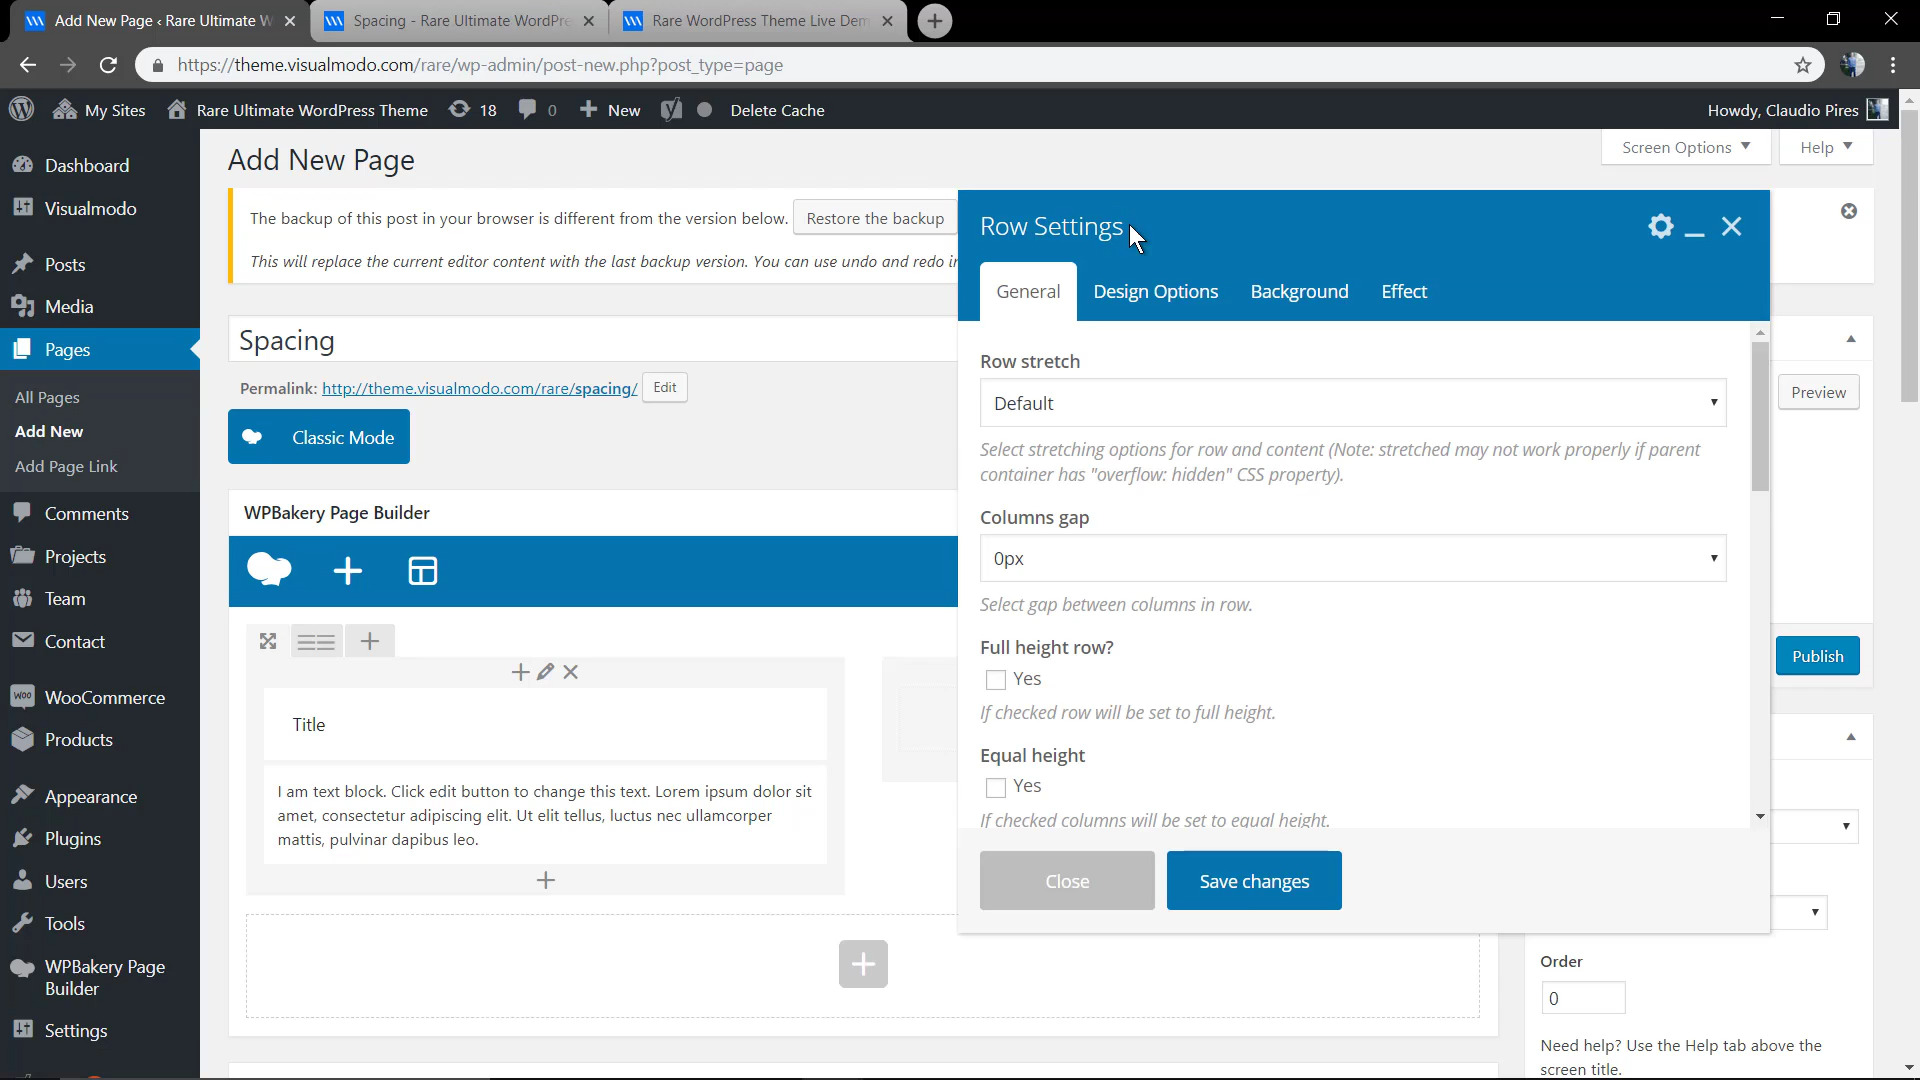 Add New Page ‹ Rare Ultimate W
Spacing - Rare Ultimate WordPre
Rare WordPress Theme Live Dem
https://theme.visualmodo.com/rare/wp-admin/post-new.php?post_type=page
My Sites
Rare Ultimate WordPress Theme
18
0
New
Delete Cache
Howdy, Claudio Pires
Dashboard
Visualmodo
Posts
Media
Pages
All Pages
Add New
Add Page Link
Comments
Projects
Team
Contact
WooCommerce
Products
Appearance
Plugins
Users
Tools
WPBakery Page
Builder
Settings
Add New Page
Screen Options
Help
The backup of this post in your browser is different from the version below.
Restore the backup
This will replace the current editor content with the last backup version. You can use undo and redo in
Spacing
Permalink: http://theme.visualmodo.com/rare/spacing/
Edit
Classic Mode
WPBakery Page Builder
Title
I am text block. Click edit button to change this text. Lorem ipsum dolor sit
amet, consectetur adipiscing elit. Ut elit tellus, luctus nec ullamcorper
mattis, pulvinar dapibus leo.
Row Settings
General
Design Options
Background
Effect
Row stretch
Default
Select stretching options for row and content (Note: stretched may not work properly if parent
container has "overflow: hidden" CSS property).
Columns gap
0px
Select gap between columns in row.
Full height row?
Yes
If checked row will be set to full height.
Equal height
Yes
If checked columns will be set to equal height.
Close
Save changes
Preview
Publish
Order
0
Need help? Use the Help tab above the
screen title.